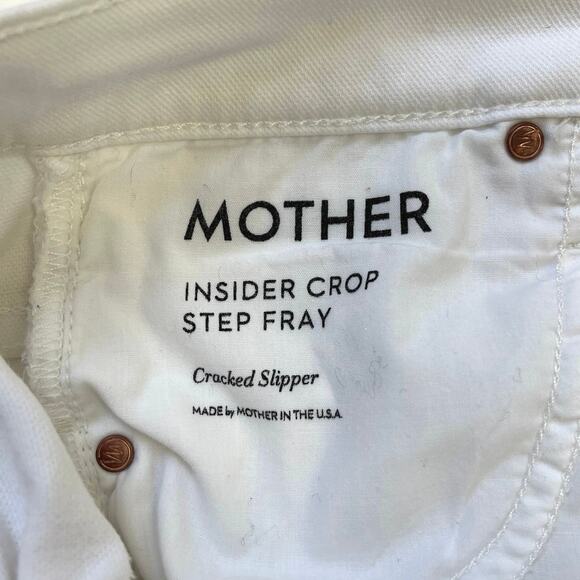 MOTHER
INSIDER CROP
STEP FRAY
Cracked Slipper
MADE by MOTHER IN THE U.S.A.